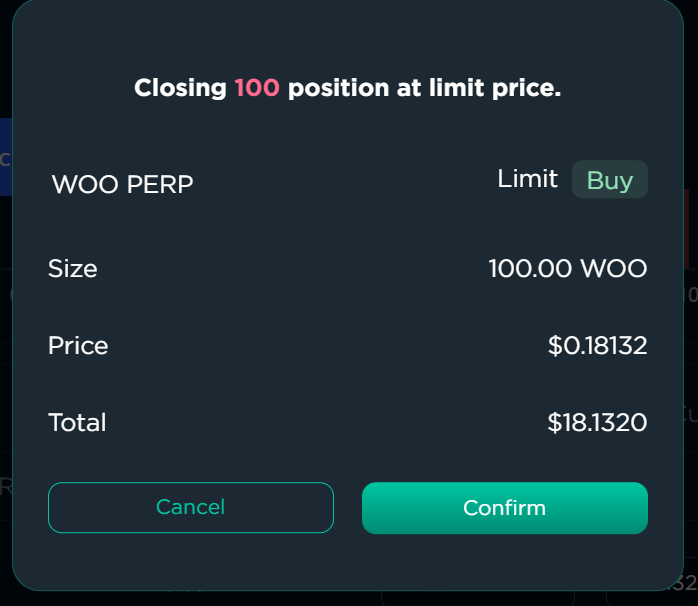 Closing 100 position at limit price.
WOO PERP
Limit Buy
Size
100.00 WOO
Price
$0.18132
Total
$18.1320
Cancel
Confirm